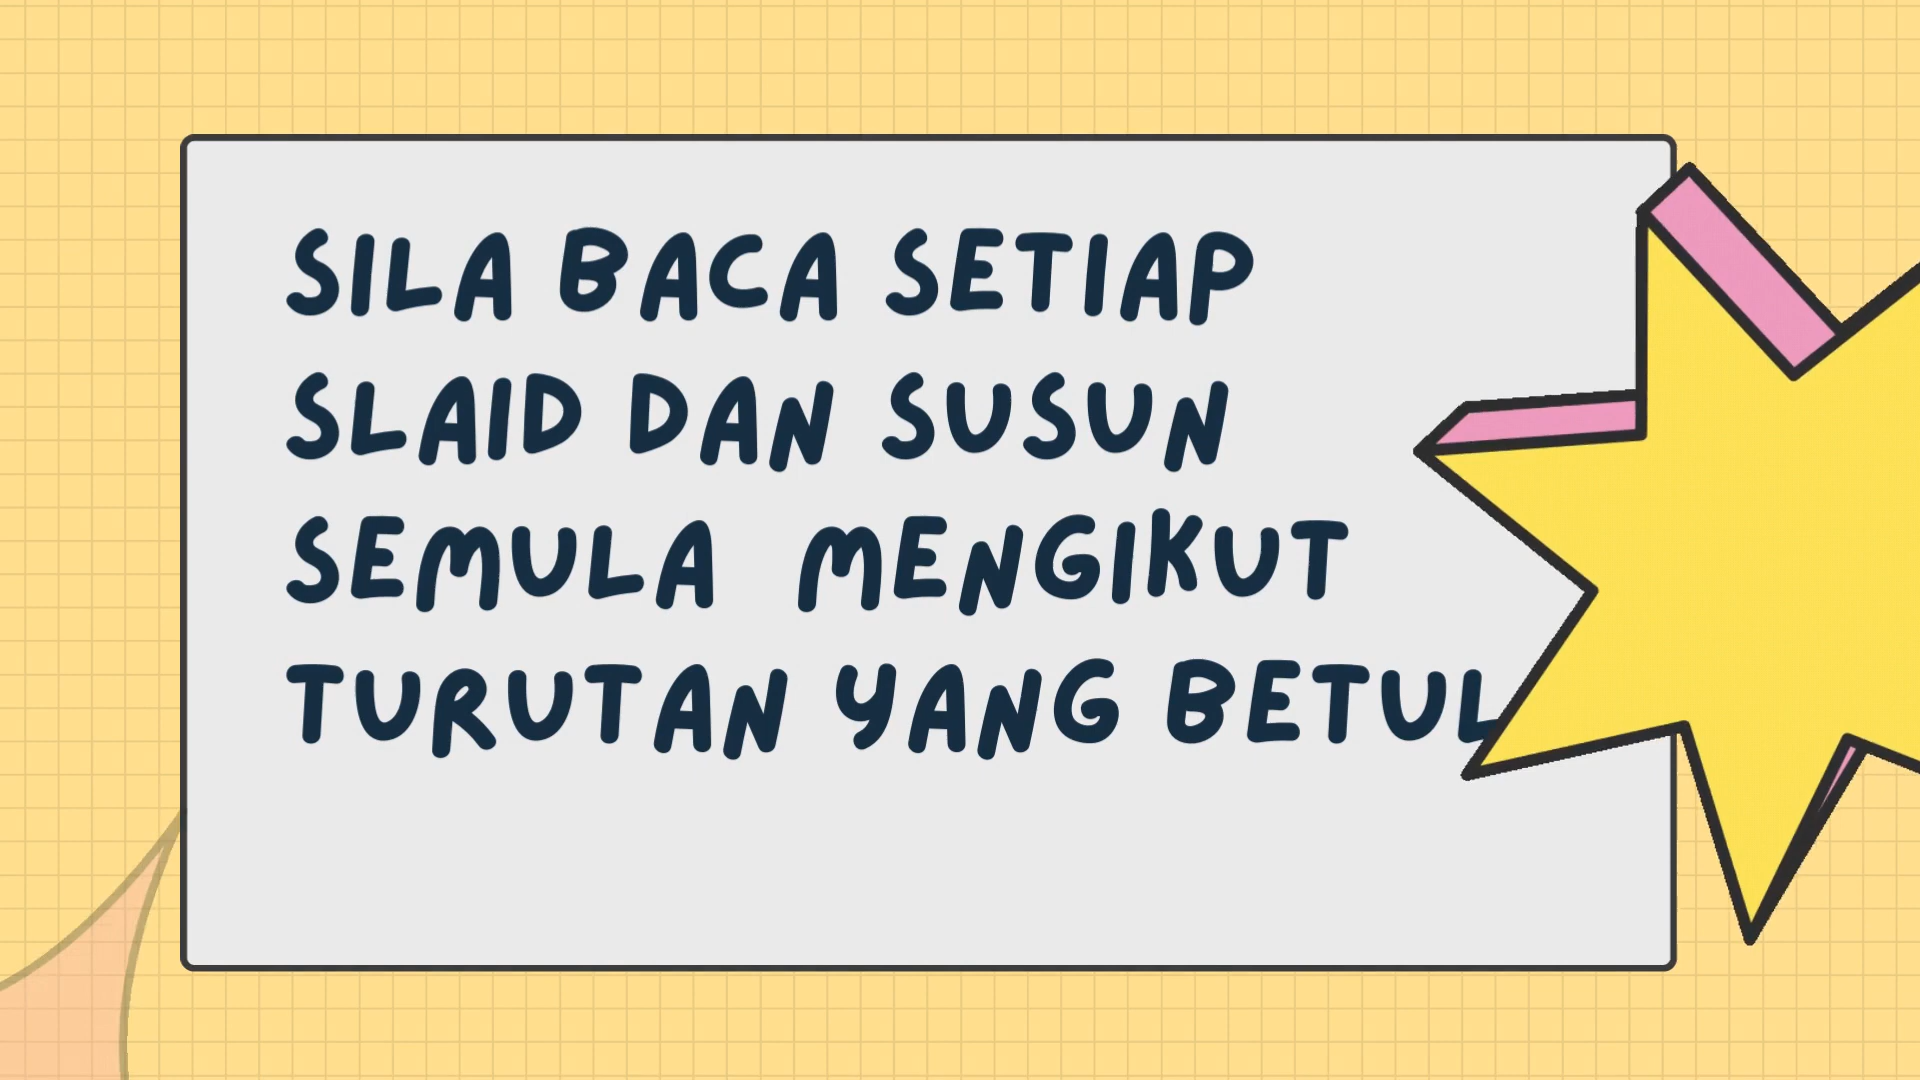 SILA BACA SETIAP
SLAID DAN SUSUN
SEMULA MENGIKUT
TURUTAN YANG BETUL